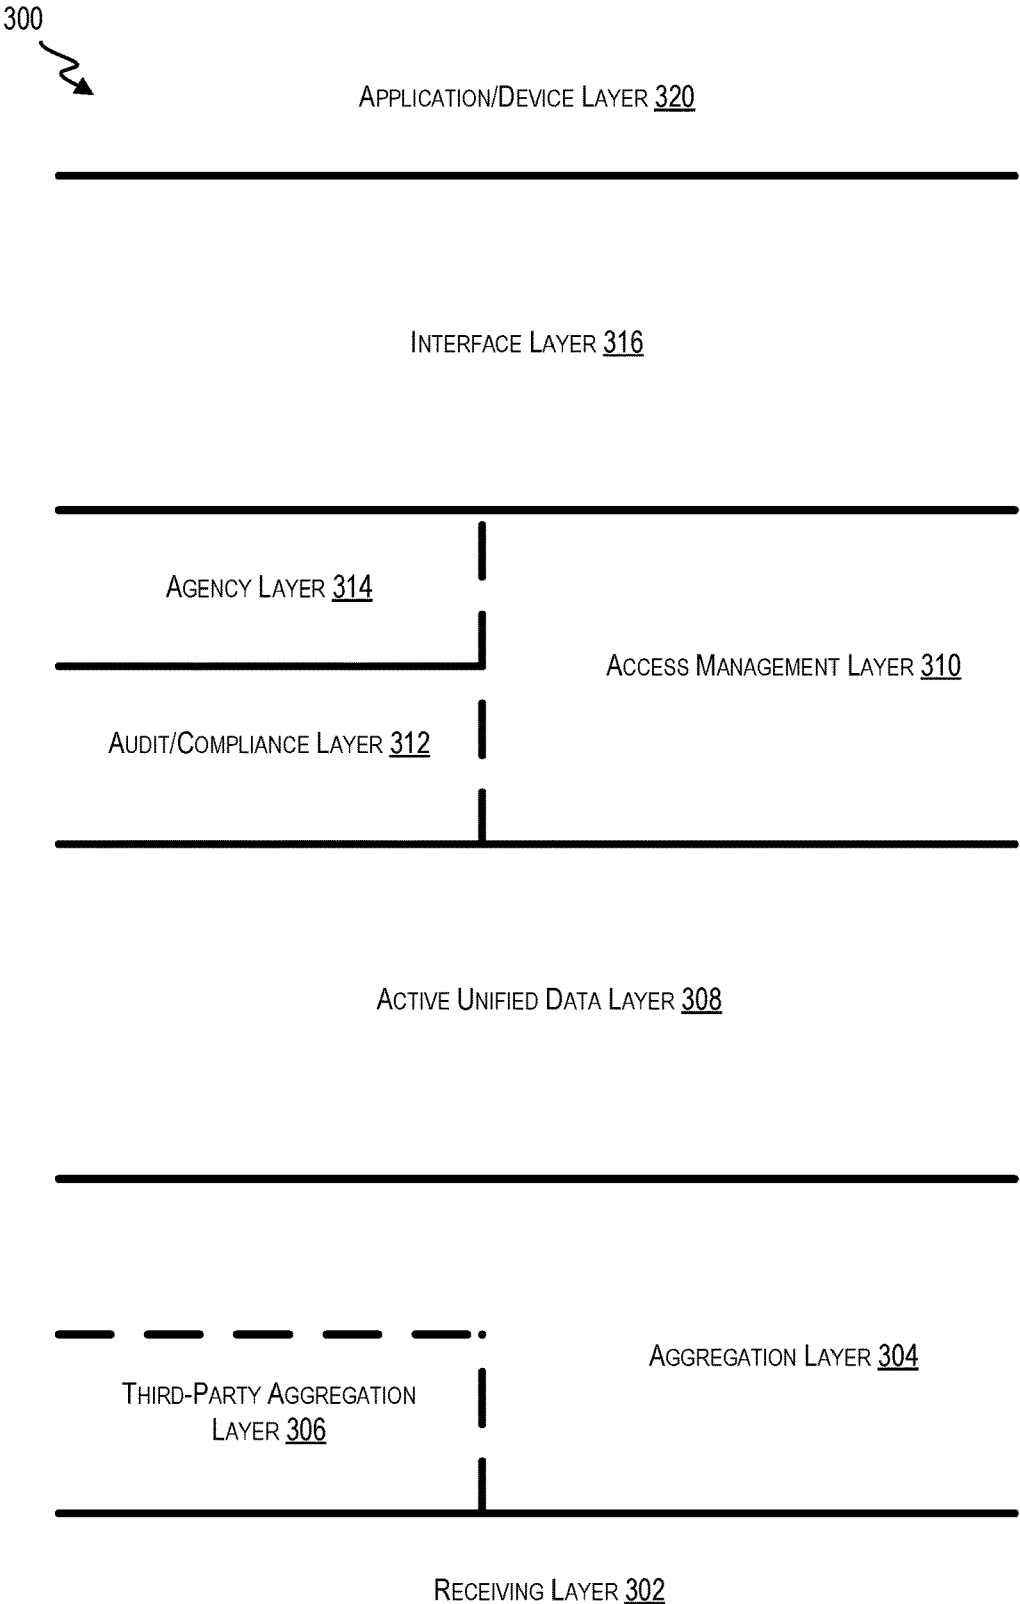 300
APPLICATION/DEVICE LAYER 320
INTERFACE LAYER 316
AGENCY LAYER 314
ACCESS MANAGEMENT LAYER 310
AUDIT/COMPLIANCE LAYER 312
ACTIVE UNIFIED DATA LAYER 308
AGGREGATION LAYER 304
THIRD-PARTY AGGREGATION
LAYER 306
RECEIVING LAYER 302